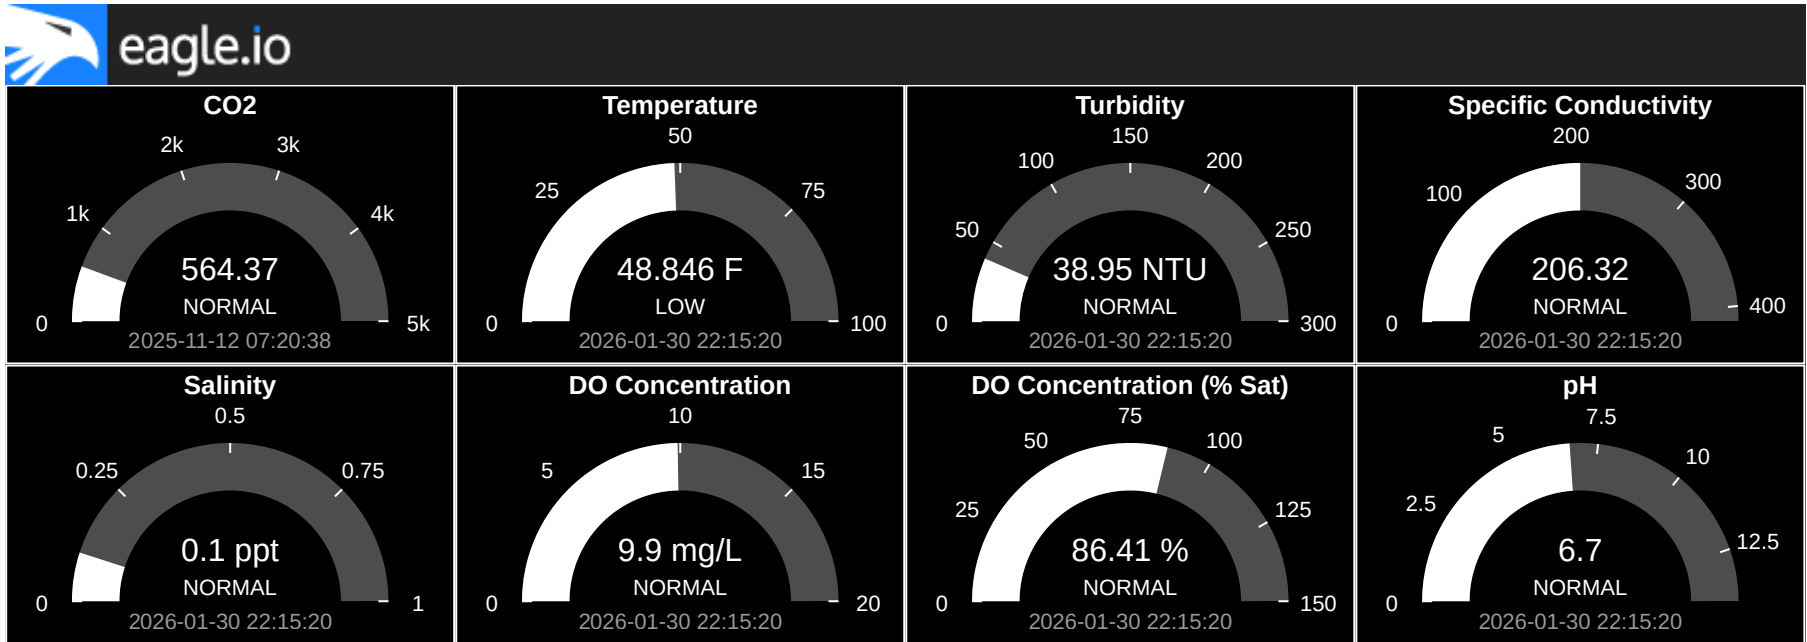 eagle.io
CO2
0
1k
2k
3k
4k
5k
564.37
NORMAL
2025-11-12 07:20:38
Temperature
0
25
50
75
100
48.846 F
LOW
2026-01-30 22:15:20
Turbidity
0
50
100
150
200
250
300
38.95 NTU
NORMAL
2026-01-30 22:15:20
Specific Conductivity
0
100
200
300
400
206.32
NORMAL
2026-01-30 22:15:20
Salinity
0
0.25
0.5
0.75
1
0.1 ppt
NORMAL
2026-01-30 22:15:20
DO Concentration
0
5
10
15
20
9.9 mg/L
NORMAL
2026-01-30 22:15:20
DO Concentration (% Sat)
0
25
50
75
100
125
150
86.41 %
NORMAL
2026-01-30 22:15:20
pH
0
2.5
5
7.5
10
12.5
6.7
NORMAL
2026-01-30 22:15:20